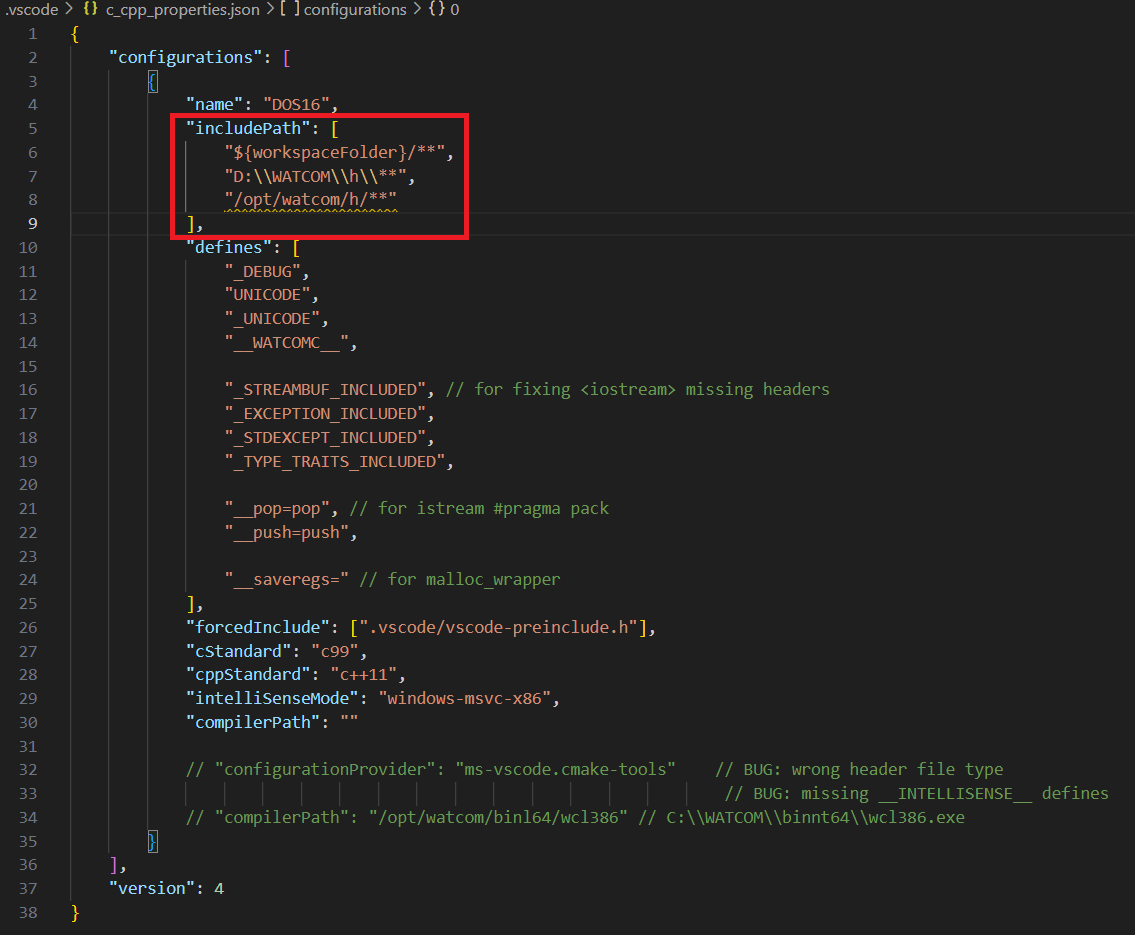 .vscode > {} c_cpp_properties.json > [ ] configurations > {} 0
1 {
2 "configurations": [
3 {
4 "name": "DOS16",
5 "includePath": [
6 "${workspaceFolder}/**",
7 "D:\\WATCOM\\h\\**",
8 "/opt/watcom/h/**"
9 ],
10 "defines": [
11 "_DEBUG",
12 "UNICODE",
13 "_UNICODE",
14 "__WATCOMC__",
15
16 "_STREAMBUF_INCLUDED", // for fixing <iostream> missing headers
17 "_EXCEPTION_INCLUDED",
18 "_STDEXCEPT_INCLUDED",
19 "_TYPE_TRAITS_INCLUDED",
20
21 "__pop=pop", // for istream #pragma pack
22 "__push=push",
23
24 "__saveregs=" // for malloc_wrapper
25 ],
26 "forcedInclude": [".vscode/vscode-preinclude.h"],
27 "cStandard": "c99",
28 "cppStandard": "c++11",
29 "intelliSenseMode": "windows-msvc-x86",
30 "compilerPath": ""
31
32 // "configurationProvider": "ms-vscode.cmake-tools" // BUG: wrong header file type
33 // BUG: missing __INTELLISENSE__ defines
34 // "compilerPath": "/opt/watcom/binl64/wcl386" // C:\\WATCOM\\binnt64\\wcl386.exe
35 }
36 ],
37 "version": 4
38 }